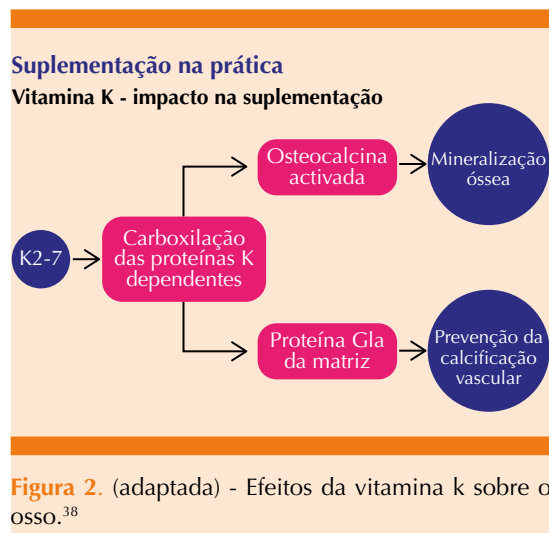 Suplementação na prática
Vitamina K - impacto na suplementação
Osteocalcina
activada
Mineralização
óssea
K2-7
Carboxilação
das proteínas K
dependentes
Proteína Gla
da matriz
Prevenção da
calcificação
vascular
Figura 2. (adaptada) - Efeitos da vitamina k sobre o
osso.³⁸